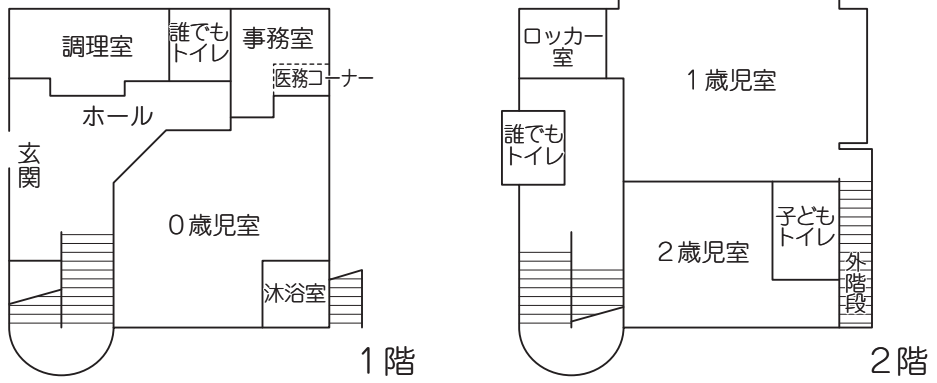 調理室
誰でも
トイレ
事務室
医務コーナー
ホール
玄関
0歳児室
沐浴室
1階
ロッカー
室
1歳児室
誰でも
トイレ
2歳児室
子ども
トイレ
外階段
2階